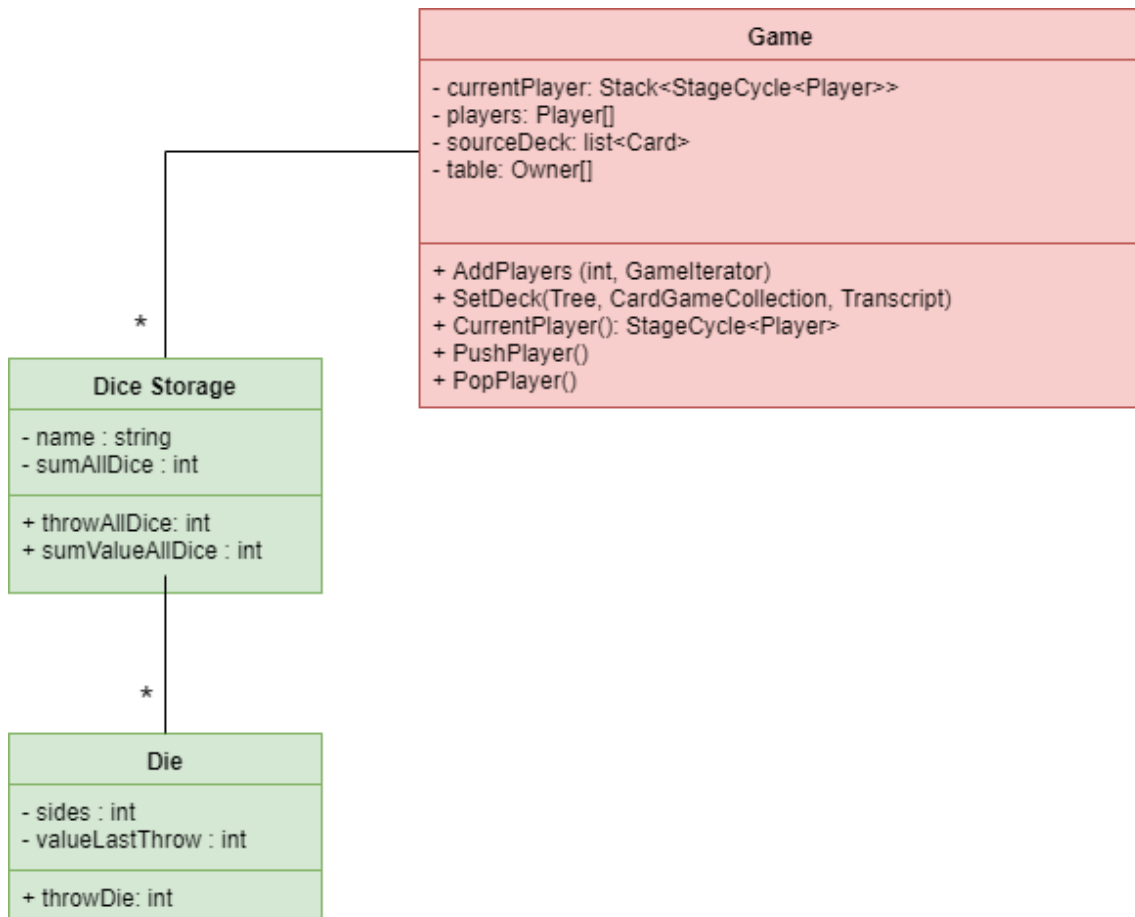 Game
- currentPlayer: Stack<StageCycle<Player>>
- players: Player[]
- sourceDeck: list<Card>
- table: Owner[]
+ AddPlayers (int, GameIterator)
+ SetDeck(Tree, CardGameCollection, Transcript)
+ CurrentPlayer(): StageCycle<Player>
+ PushPlayer()
+ PopPlayer()
*
Dice Storage
- name : string
- sumAllDice : int
+ throwAllDice: int
+ sumValueAllDice : int
*
Die
- sides : int
- valueLastThrow : int
+ throwDie: int